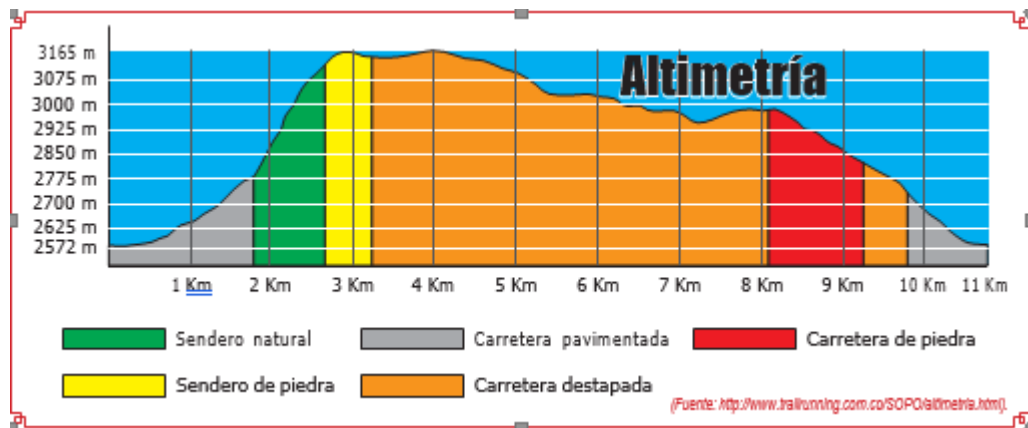 Altimetría
3165 m
3075 m
3000 m
2925 m
2850 m
2775 m
2700 m
2625 m
2572 m
1 Km 2 Km 3 Km 4 Km 5 Km 6 Km 7 Km 8 Km 9 Km 10 Km 11 Km
Sendero natural Carretera pavimentada Carretera de piedra
Sendero de piedra Carretera destapada
(Fuente: http://www.trailrunning.com.co/SOPO/altimetria.html).